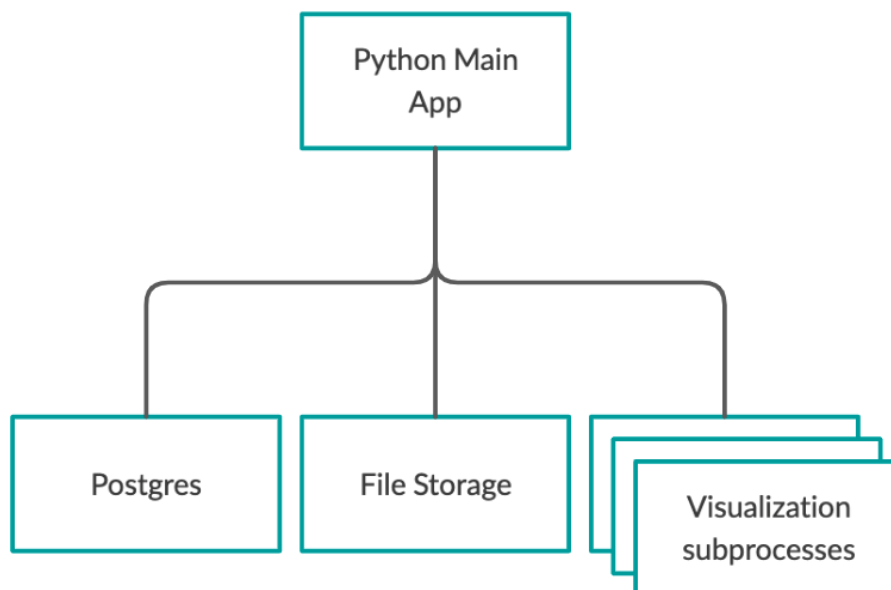 Python Main
App
Postgres
File Storage
Visualization
subprocesses